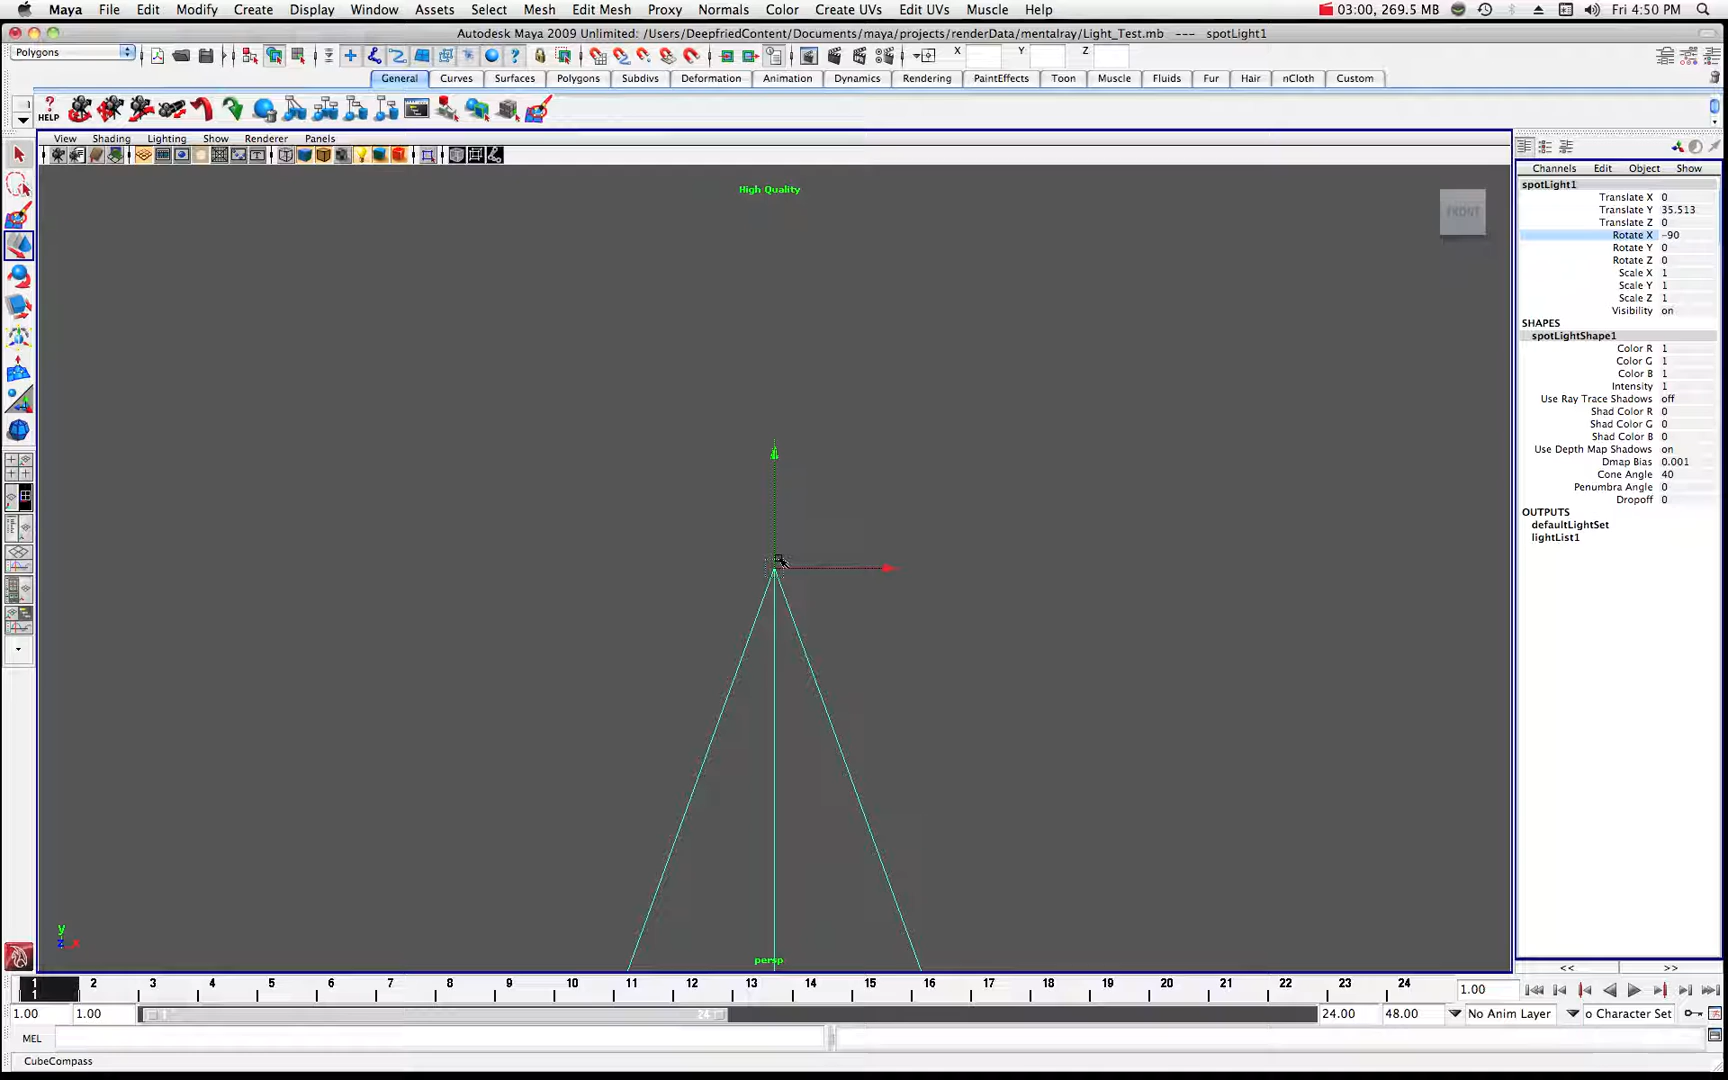 Maya File Edit Modify Create Display Window Assets Select Mesh Edit Mesh Proxy Normals Color Create UVs Edit UVs Muscle Help 03:00, 269.5 MB Fri 4:50 PM
Autodesk Maya 2009 Unlimited: /Users/DeepfriedContent/Documents/maya/projects/renderData/mentalray/Light_Test.mb --- spotLight1
Polygons X Y Z
General Curves Surfaces Polygons Subdivs Deformation Animation Dynamics Rendering PaintEffects Toon Muscle Fluids Fur Hair nCloth Custom
HELP
View Shading Lighting Show Renderer Panels
High Quality
FRONT
Channels Edit Object Show
spotLight1
Translate X 0
Translate Y 35.513
Translate Z 0
Rotate X -90
Rotate Y 0
Rotate Z 0
Scale X 1
Scale Y 1
Scale Z 1
Visibility on
SHAPES
spotLightShape1
Color R 1
Color G 1
Color B 1
Intensity 1
Use Ray Trace Shadows off
Shad Color R 0
Shad Color G 0
Shad Color B 0
Use Depth Map Shadows on
Dmap Bias 0.001
Cone Angle 40
Penumbra Angle 0
Dropoff 0
OUTPUTS
defaultLightSet
lightList1
y
z x
persp
<< >>
1 2 3 4 5 6 7 8 9 10 11 12 13 14 15 16 17 18 19 20 21 22 23 24
1
1.00
1.00 1.00 1 24 24.00 48.00 No Anim Layer o Character Set
MEL
CubeCompass